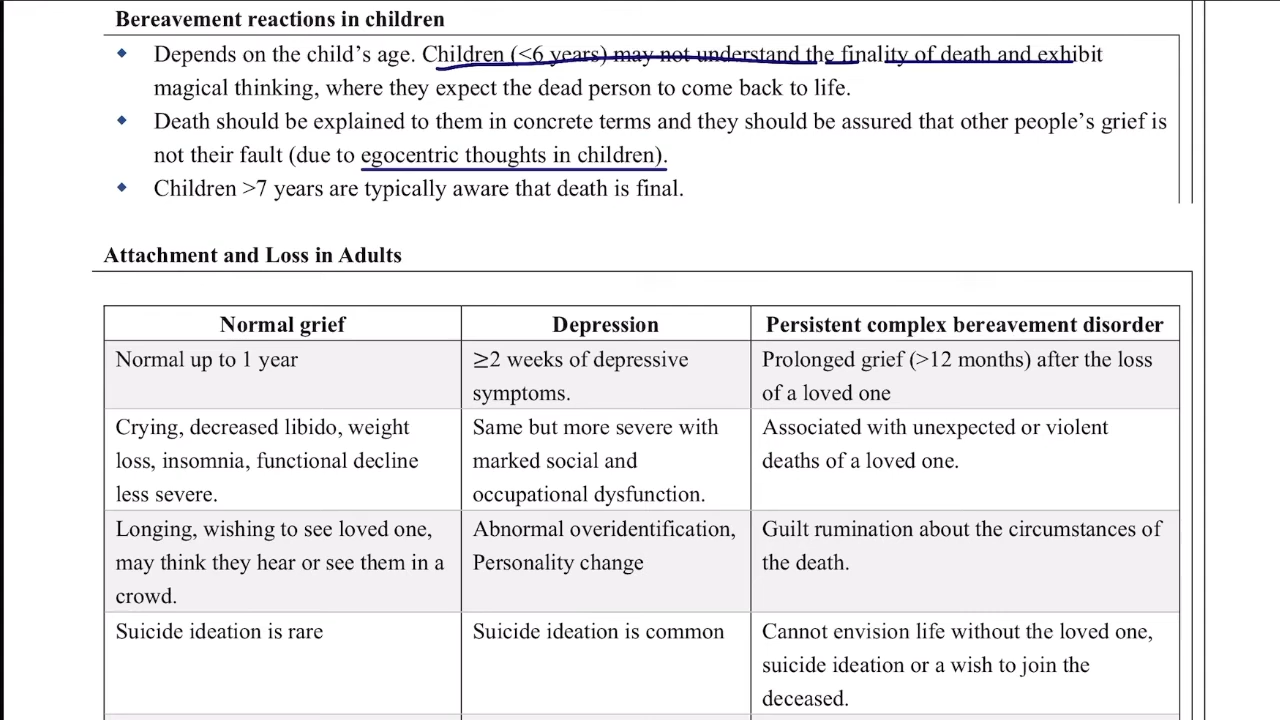 Bereavement reactions in children
Depends on the child's age. Children (<6 years) may not understand the finality of death and exhibit
magical thinking, where they expect the dead person to come back to life.
Death should be explained to them in concrete terms and they should be assured that other people's grief is
not their fault (due to egocentric thoughts in children).
Children >7 years are typically aware that death is final.
Attachment and Loss in Adults
Normal grief
Depression
Persistent complex bereavement disorder
Normal up to 1 year
≥2 weeks of depressive
symptoms.
Prolonged grief (>12 months) after the loss
of a loved one
Crying, decreased libido, weight
loss, insomnia, functional decline
less severe.
Same but more severe with
marked social and
occupational dysfunction.
Associated with unexpected or violent
deaths of a loved one.
Longing, wishing to see loved one,
may think they hear or see them in a
crowd.
Abnormal overidentification,
Personality change
Guilt rumination about the circumstances of
the death.
Suicide ideation is rare
Suicide ideation is common
Cannot envision life without the loved one,
suicide ideation or a wish to join the
deceased.